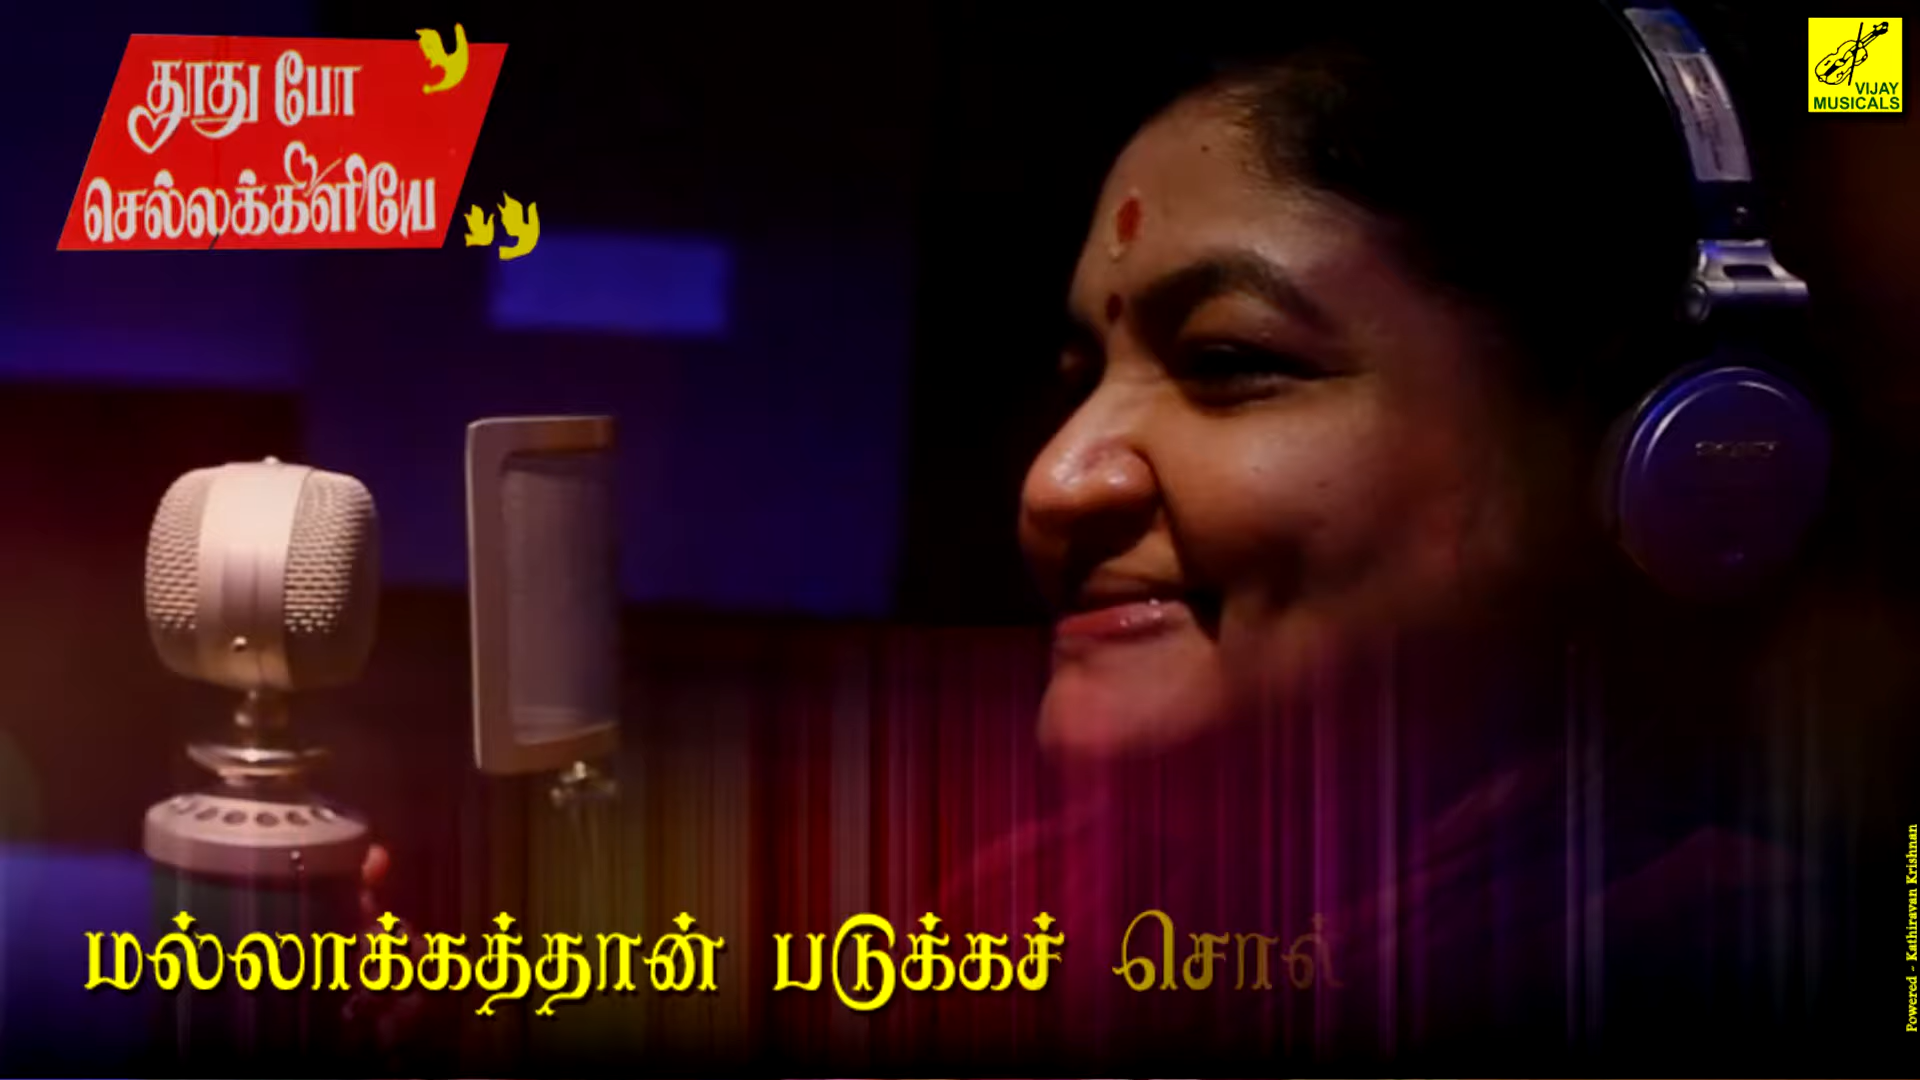 தூது போ
செல்லக்கிளியே
VIJAY
MUSICALS
மல்லாக்கத்தான் படுக்கச் சொல்
Powered - Kathiravan Krishnan